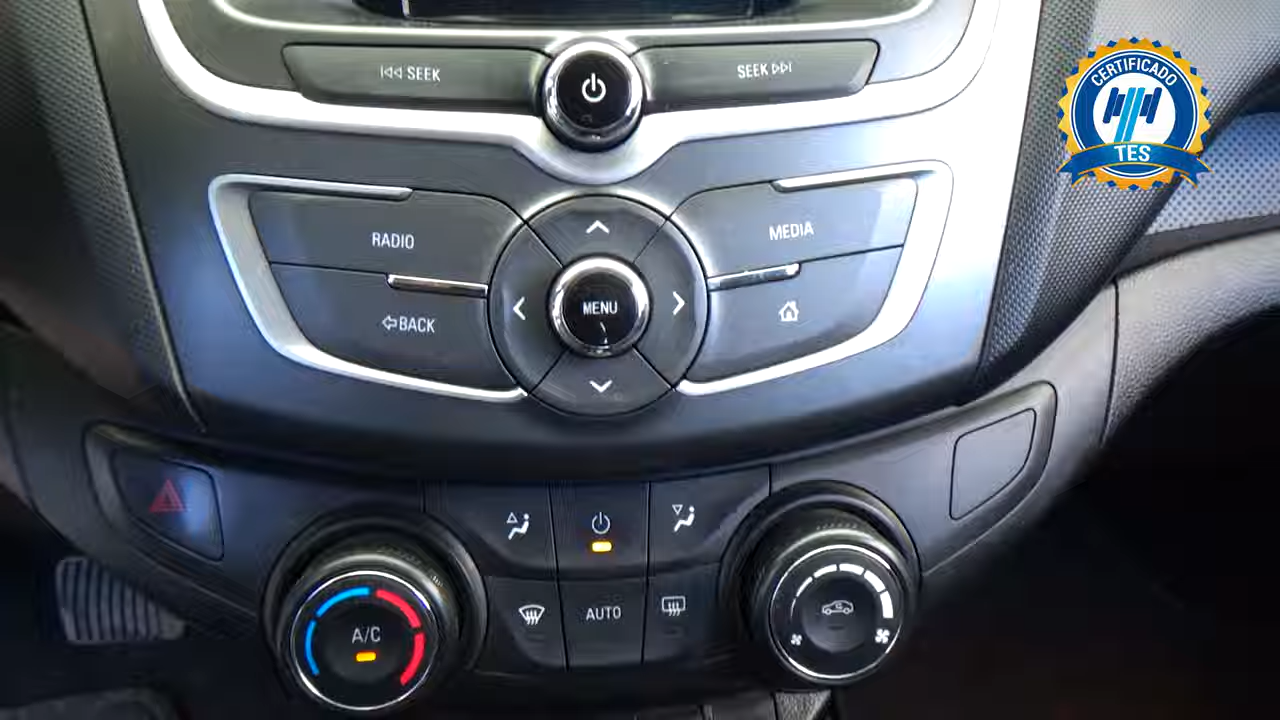 SEEK
SEEK
CERTIFICADO
TES
RADIO
MEDIA
MENU
BACK
AUTO
A/C